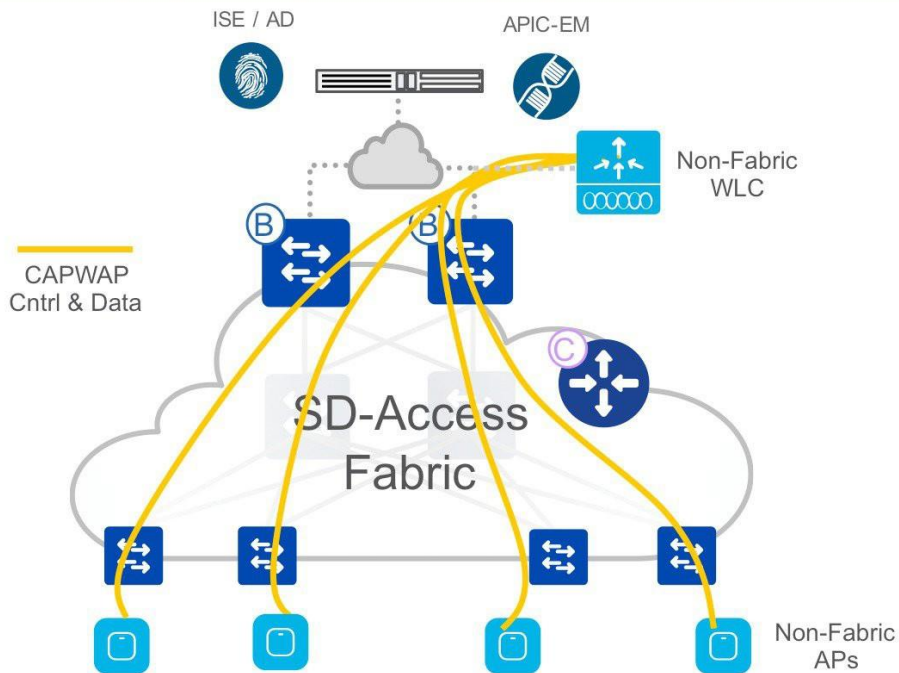 ISE / AD
APIC-EM
Non-Fabric
WLC
B
B
CAPWAP
Cntrl & Data
C
SD-Access
Fabric
Non-Fabric
APs